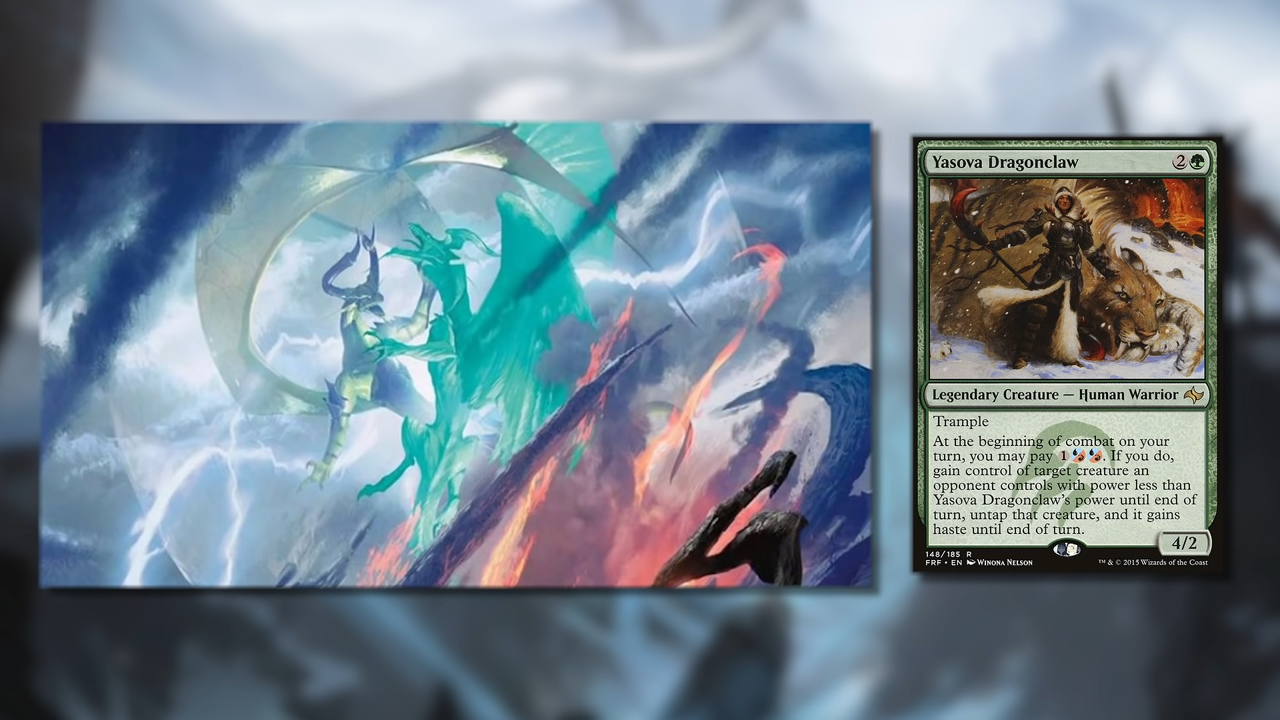 Yasova Dragonclaw 2
Legendary Creature — Human Warrior
Trample
At the beginning of combat on your
turn, you may pay 1 . If you do,
gain control of target creature an
opponent controls with power less than
Yasova Dragonclaw's power until end of
turn, untap that creature, and it gains
haste until end of turn.
4/2
148/185 R
FRF • EN Winona Nelson ™ & © 2015 Wizards of the Coast